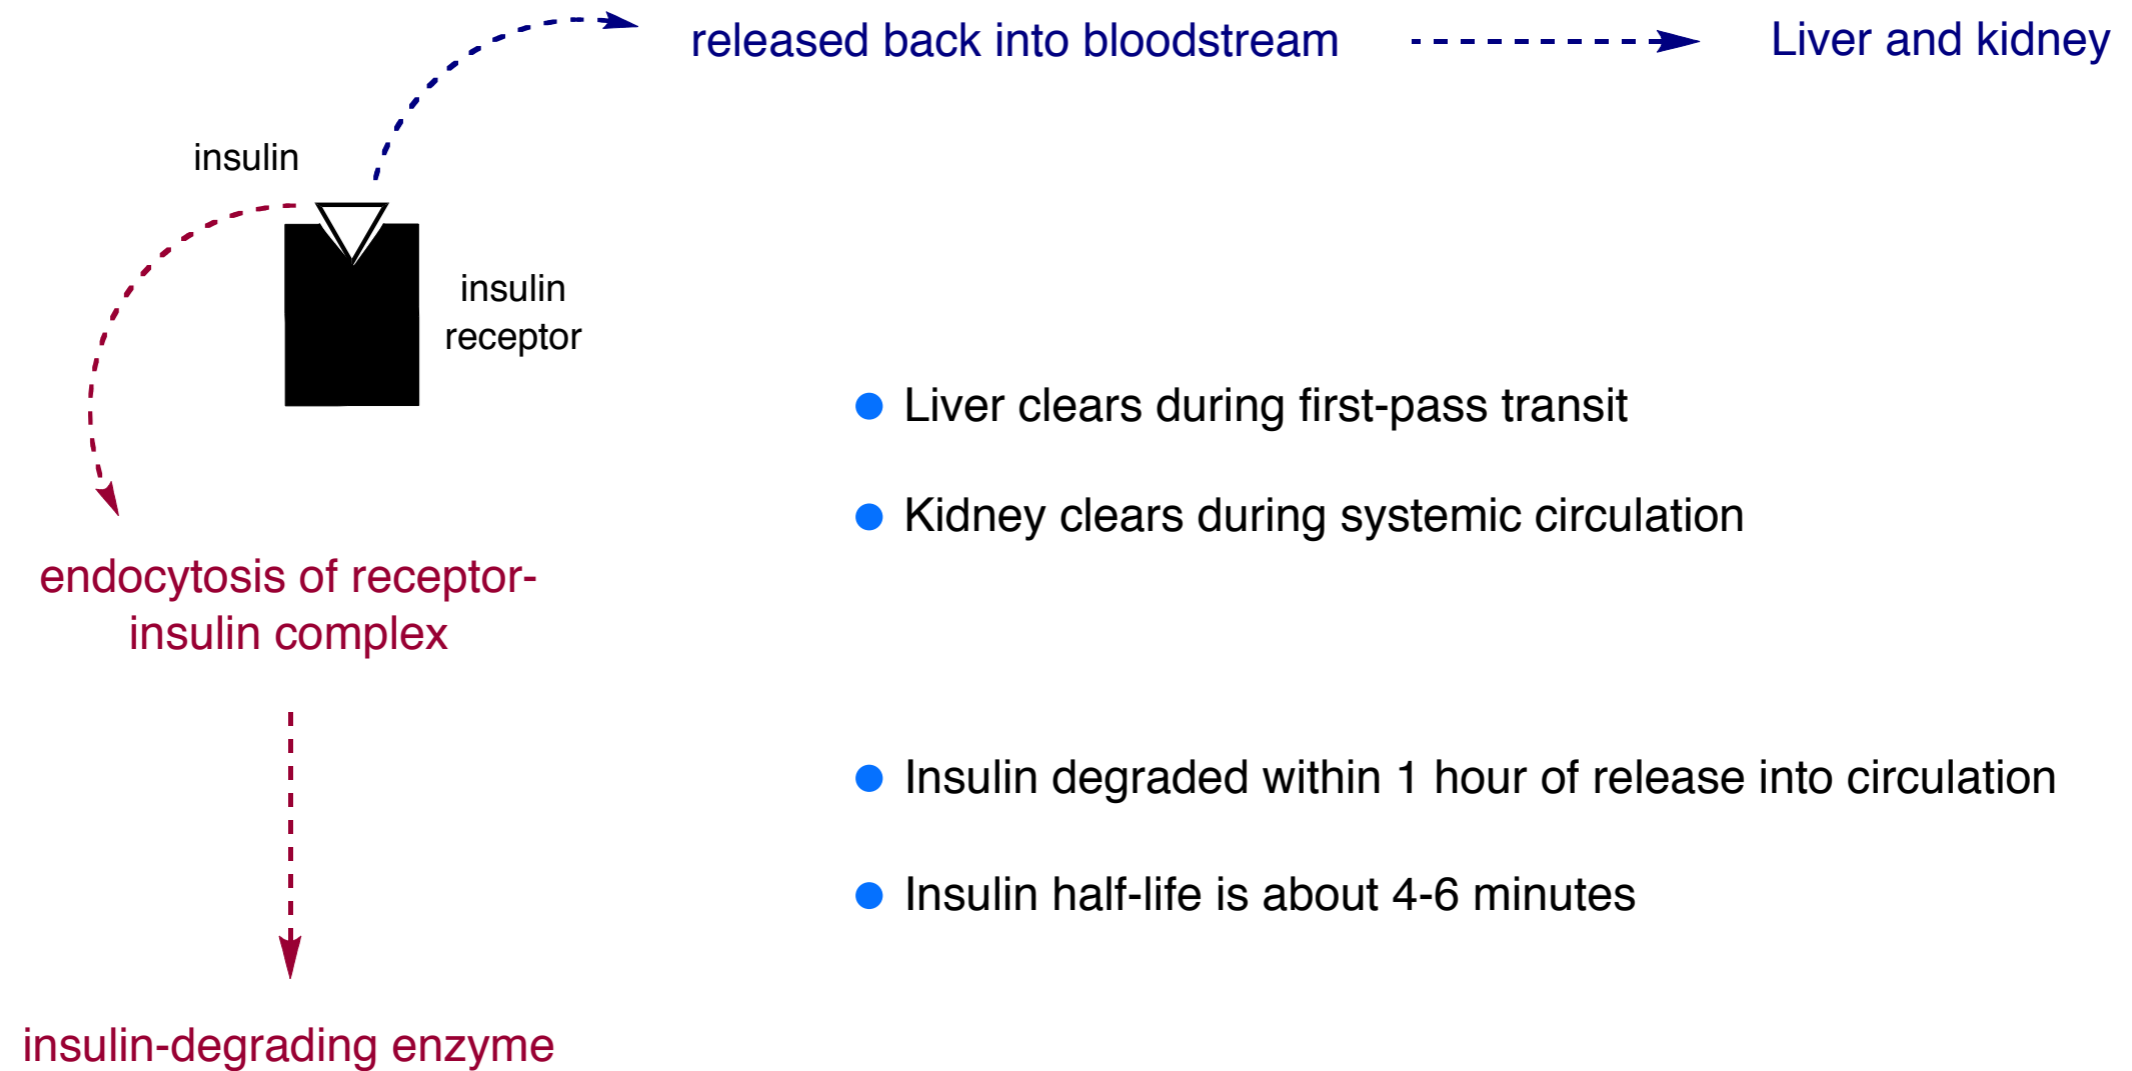 released back into bloodstream
Liver and kidney
insulin
insulin
receptor
Liver clears during first-pass transit
Kidney clears during systemic circulation
endocytosis of receptor-
insulin complex
Insulin degraded within 1 hour of release into circulation
Insulin half-life is about 4-6 minutes
insulin-degrading enzyme